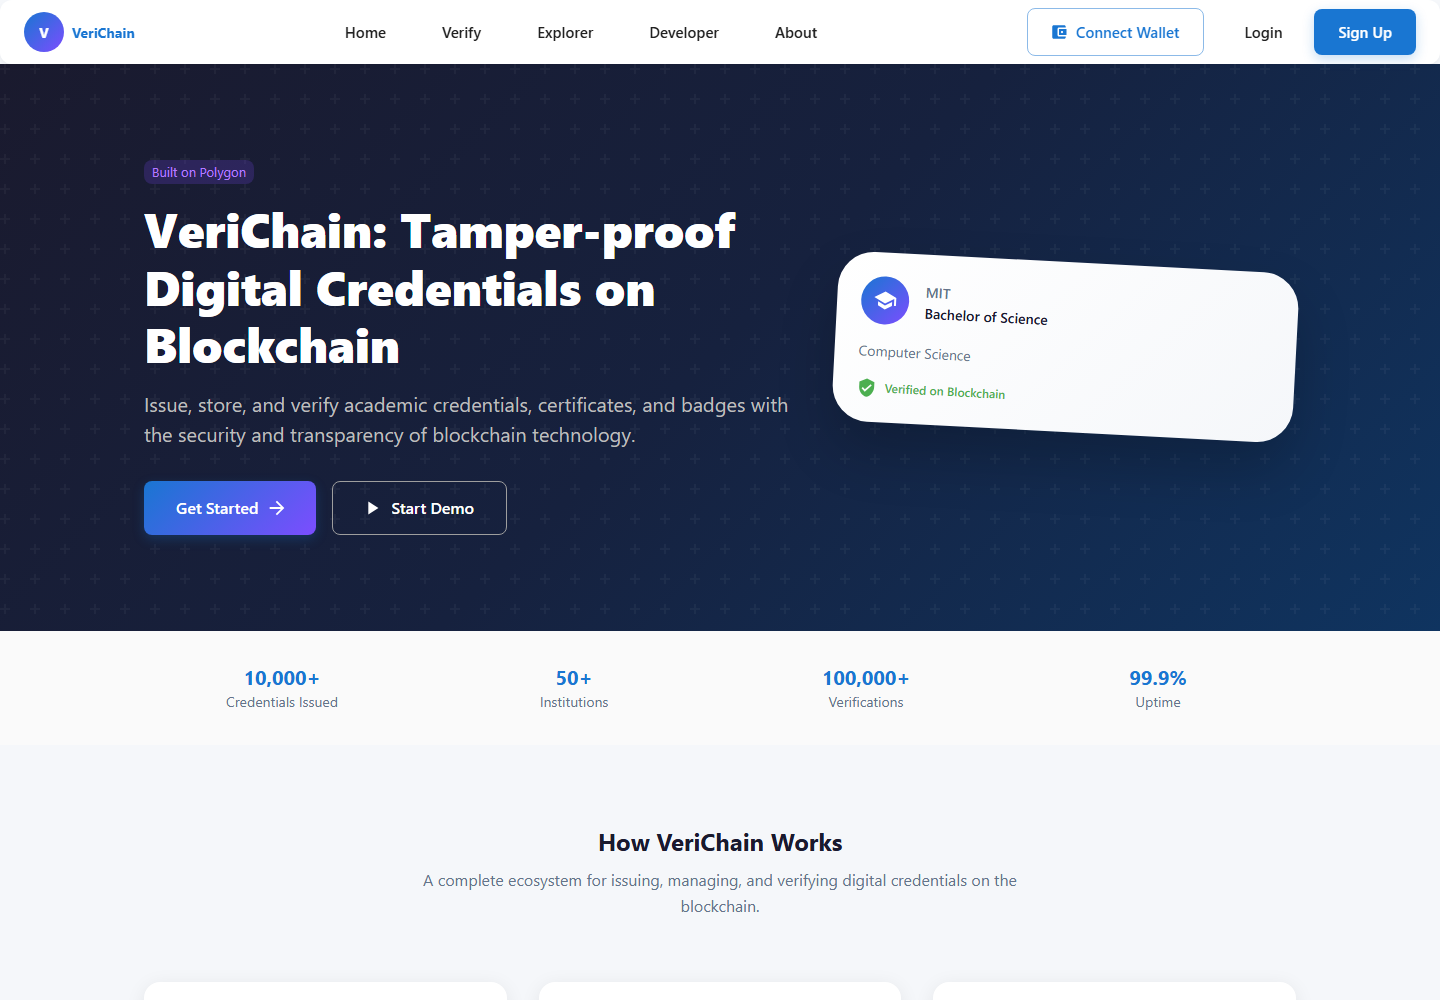 V VeriChain Home Verify Explorer Developer About Connect Wallet Login Sign Up
Built on Polygon
VeriChain: Tamper-proof
Digital Credentials on
Blockchain
Issue, store, and verify academic credentials, certificates, and badges with
the security and transparency of blockchain technology.
Get Started Start Demo
MIT
Bachelor of Science
Computer Science
Verified on Blockchain
10,000+ 50+ 100,000+ 99.9%
Credentials Issued Institutions Verifications Uptime
How VeriChain Works
A complete ecosystem for issuing, managing, and verifying digital credentials on the
blockchain.